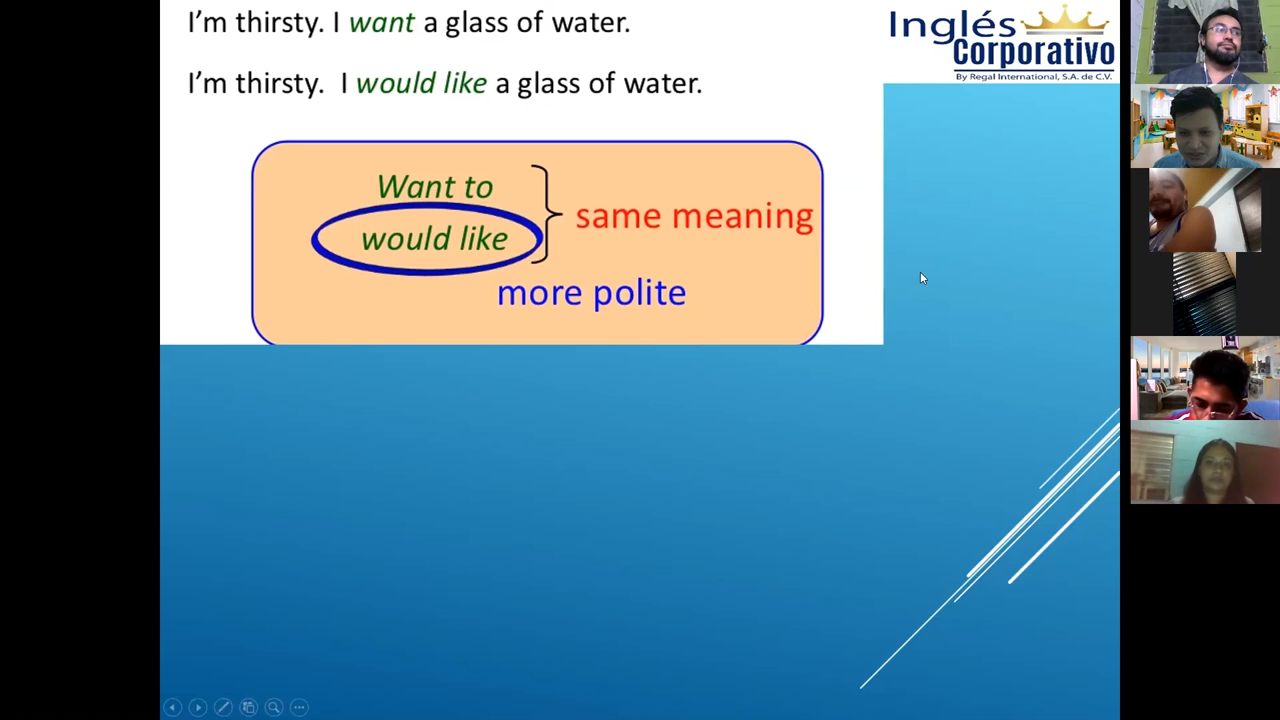 I'm thirsty. I want a glass of water.
I'm thirsty. I would like a glass of water.
Want to
would like
same meaning
more polite
Inglés
Corporativo
By Regal International, S.A. de C.V.